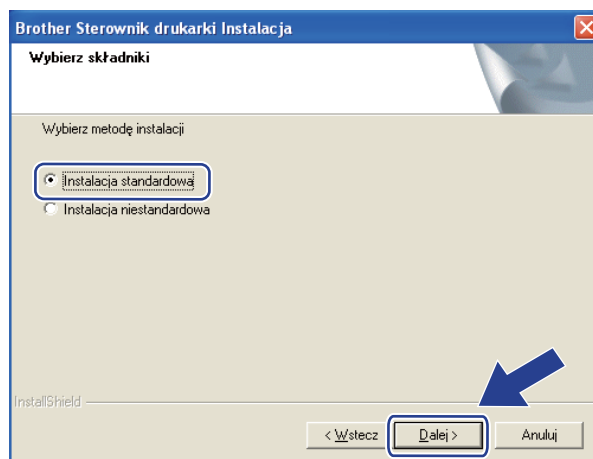 Brother Sterownik drukarki Instalacja
Wybierz składniki
Wybierz metodę instalacji
Instalacja standardowa
Instalacja niestandardowa
InstallShield
< Wstecz Dalej > Anuluj